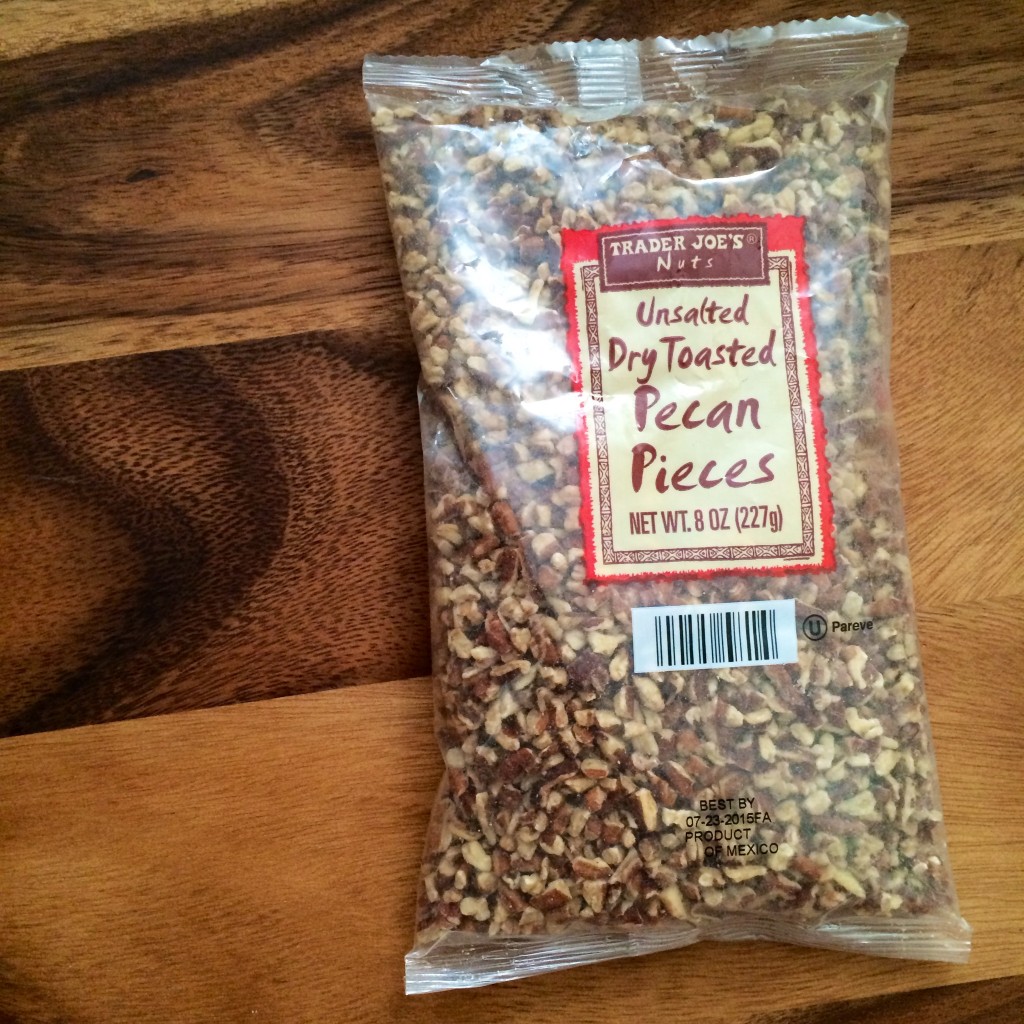 TRADER JOE'S®
Nuts
Unsalted
Dry Toasted
Pecan
Pieces
NET WT. 8 OZ (227g)
U Pareve
BEST BY
07-23-2015FA
PRODUCT
OF MEXICO